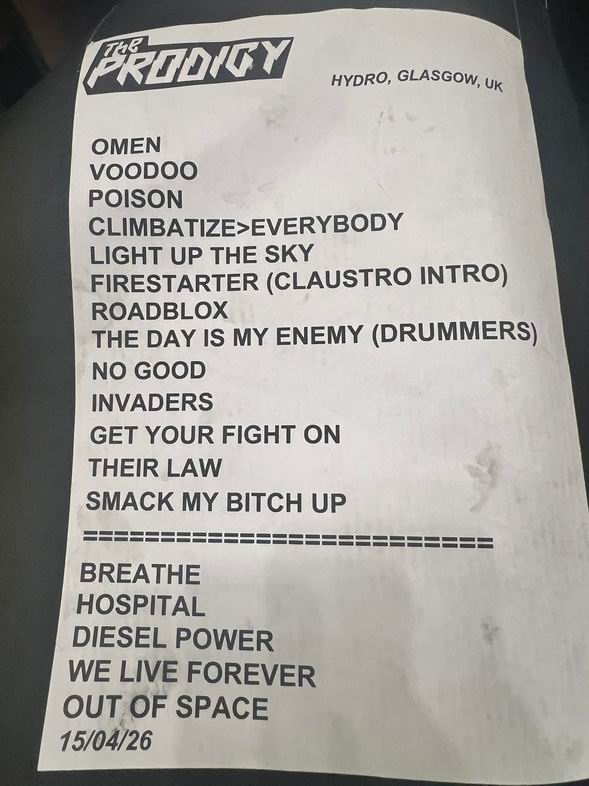 THE PRODIGY
HYDRO, GLASGOW, UK
OMEN
VOODOO
POISON
CLIMBATIZE>EVERYBODY
LIGHT UP THE SKY
FIRESTARTER (CLAUSTRO INTRO)
ROADBLOX
THE DAY IS MY ENEMY (DRUMMERS)
NO GOOD
INVADERS
GET YOUR FIGHT ON
THEIR LAW
SMACK MY BITCH UP
==========================
BREATHE
HOSPITAL
DIESEL POWER
WE LIVE FOREVER
OUT OF SPACE
15/04/26